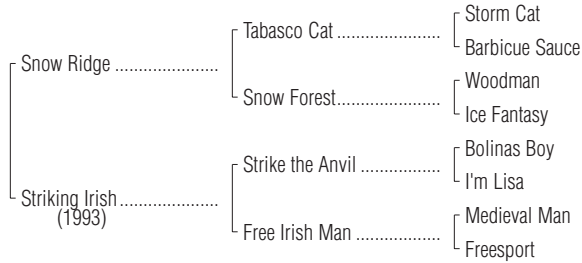 Storm Cat
Tabasco Cat ........................
Barbicue Sauce
Snow Ridge ........................
Woodman
Snow Forest........................
Ice Fantasy
Bolinas Boy
Strike the Anvil ..................
I'm Lisa
Striking Irish ......................
(1993)
Medieval Man
Free Irish Man ....................
Freesport